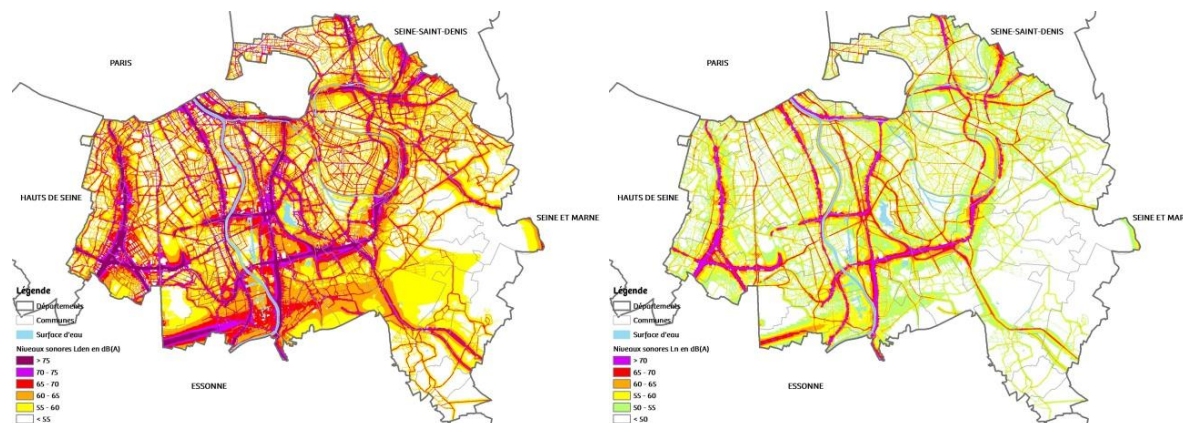 SEINE-SAINT-DENIS
PARIS
HAUTS DE SEINE
SEINE ET MARNE
ESSONNE
Légende
Départements
Communes
Surface d'eau
Niveaux sonores Lden en dB(A)
> 75
70 - 75
65 - 70
60 - 65
55 - 60
< 55
SEINE-SAINT-DENIS
PARIS
HAUTS DE SEINE
SEINE ET MAR
ESSONNE
Légende
Départements
Communes
Surface d'eau
Niveaux sonores Ln en dB(A)
> 70
65 - 70
60 - 65
55 - 60
50 - 55
< 50